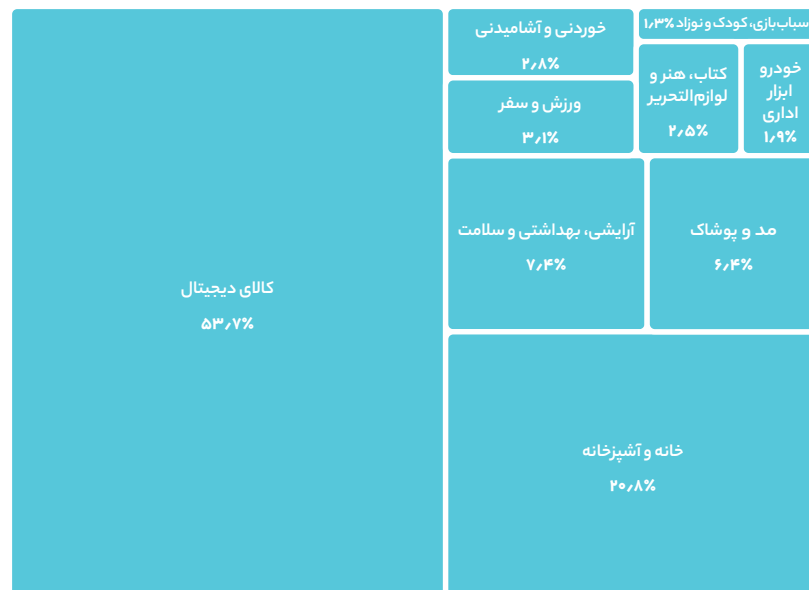 سباب‌بازی، کودک و نوزاد ۱٫۳٪
خوردنی و آشامیدنی
۲٫۸٪
خودرو
ابزار
اداری
۱٫۹٪
کتاب، هنر و
لوازم‌التحریر
۲٫۵٪
ورزش و سفر
۳٫۱٪
مد و پوشاک
۶٫۴٪
آرایشی، بهداشتی و سلامت
۷٫۴٪
کالای دیجیتال
۵۳٫۷٪
خانه و آشپزخانه
۲۰٫۸٪